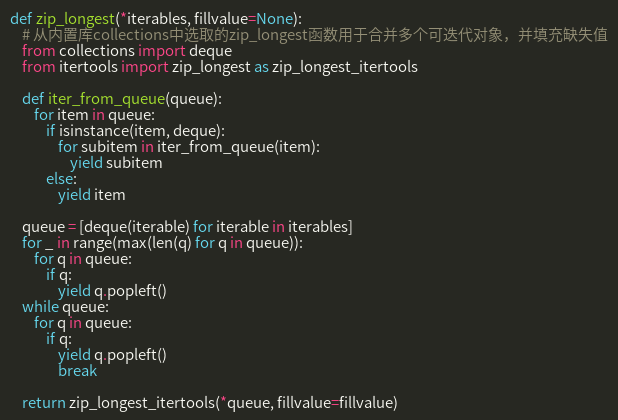 def zip_longest(*iterables, fillvalue=None):
    # 从内置库collections中选取的zip_longest函数用于合并多个可迭代对象，并填充缺失值
    from collections import deque
    from itertools import zip_longest as zip_longest_itertools

    def iter_from_queue(queue):
        for item in queue:
            if isinstance(item, deque):
                for subitem in iter_from_queue(item):
                    yield subitem
            else:
                yield item

    queue = [deque(iterable) for iterable in iterables]
    for _ in range(max(len(q) for q in queue)):
        for q in queue:
            if q:
                yield q.popleft()
    while queue:
        for q in queue:
            if q:
                yield q.popleft()
                break

    return zip_longest_itertools(*queue, fillvalue=fillvalue)